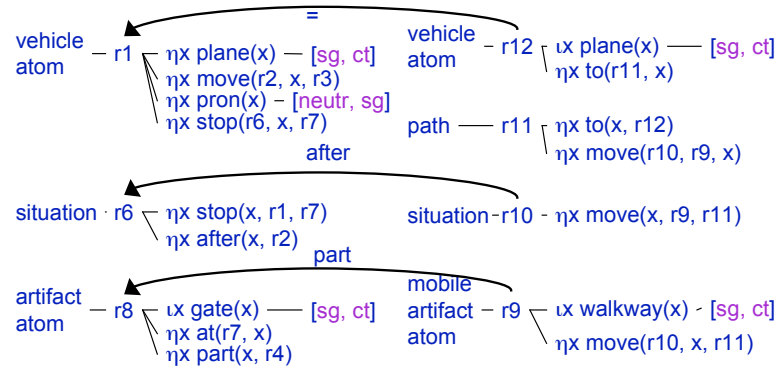 =
vehicle atom r1 ηx plane(x) [sg, ct]
ηx move(r2, x, r3)
ηx pron(x) [neutr, sg]
ηx stop(r6, x, r7)
vehicle atom r12 ιx plane(x) [sg, ct]
ηx to(r11, x)
path r11 ηx to(x, r12)
ηx move(r10, r9, x)
after
situation r6 ηx stop(x, r1, r7)
ηx after(x, r2)
situation r10 ηx move(x, r9, r11)
part
artifact atom r8 ιx gate(x) [sg, ct]
ηx at(r7, x)
ηx part(x, r4)
mobile artifact atom r9 ιx walkway(x) [sg, ct]
ηx move(r10, x, r11)